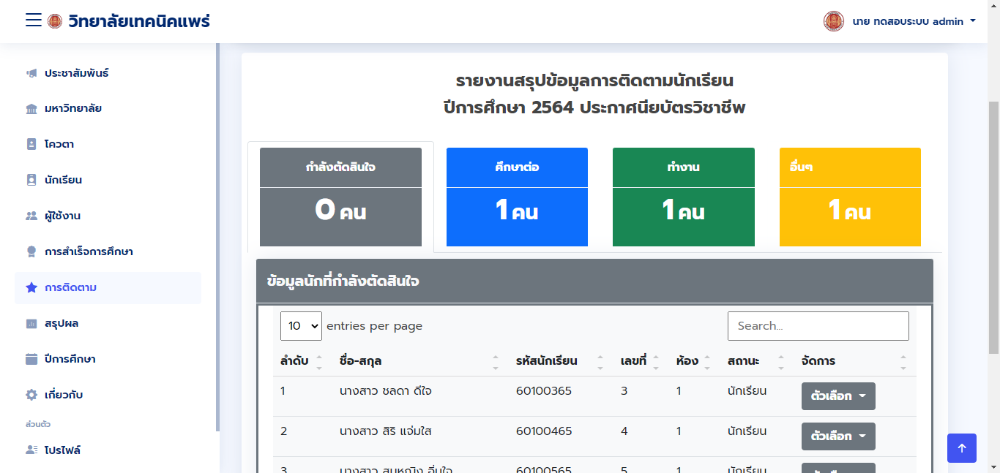 วิทยาลัยเทคนิคแพร่
นาย ทดสอบระบบ admin
ประชาสัมพันธ์
มหาวิทยาลัย
โควตา
นักเรียน
ผู้ใช้งาน
การสำเร็จการศึกษา
การติดตาม
สรุปผล
ปีการศึกษา
เกี่ยวกับ
ส่วนตัว
โปรไฟล์
รายงานสรุปข้อมูลการติดตามนักเรียน
ปีการศึกษา 2564 ประกาศนียบัตรวิชาชีพ
กำลังตัดสินใจ
0 คน
ศึกษาต่อ
1 คน
ทำงาน
1 คน
อื่นๆ
1 คน
ข้อมูลนักที่กำลังตัดสินใจ
10 entries per page
Search...
ลำดับ ชื่อ-สกุล รหัสนักเรียน เลขที่ ห้อง สถานะ จัดการ
1 นางสาว ชลดา ดีใจ 60100365 3 1 นักเรียน ตัวเลือก
2 นางสาว สิริ แจ่มใส 60100465 4 1 นักเรียน ตัวเลือก
3 นางสาว สมหญิง อิ่มใจ 60100565 5 1 นักเรียน ตัวเลือก